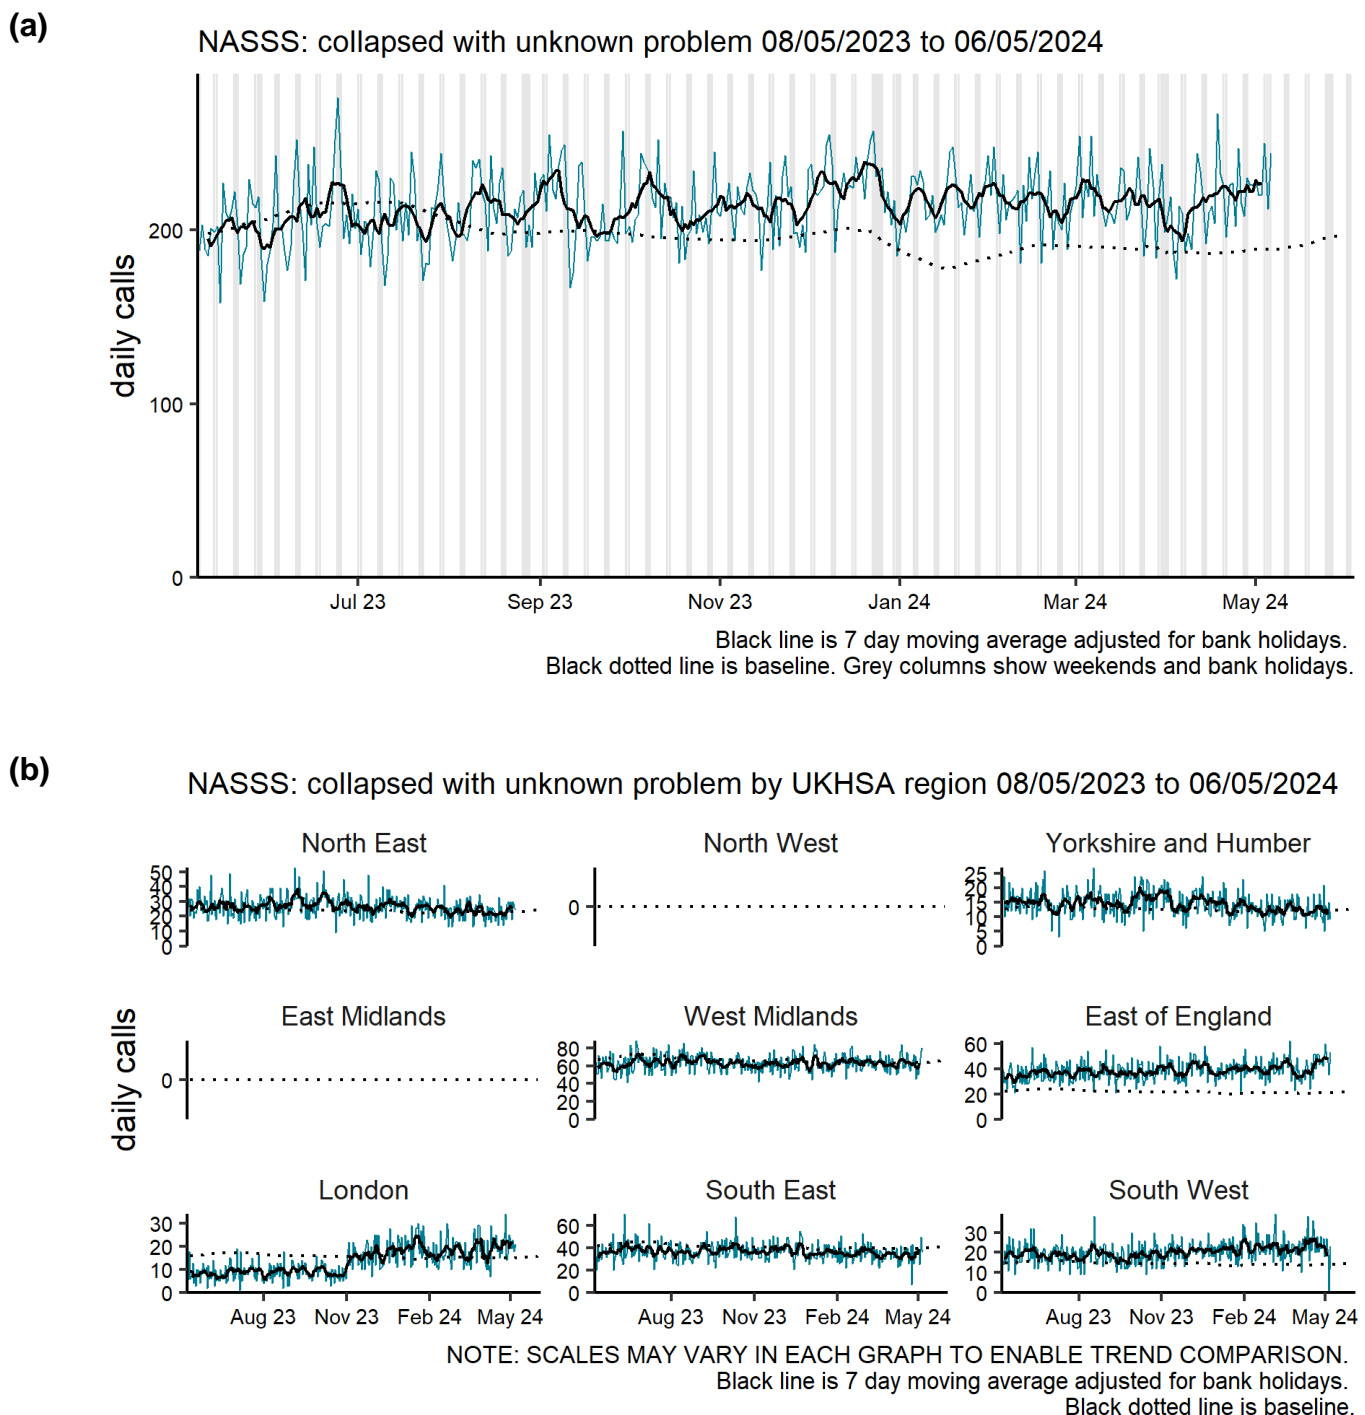 (a)
NASSS: collapsed with unknown problem 08/05/2023 to 06/05/2024
daily calls
200
100
0
Jul 23
Sep 23
Nov 23
Jan 24
Mar 24
May 24
Black line is 7 day moving average adjusted for bank holidays.
Black dotted line is baseline. Grey columns show weekends and bank holidays.
(b)
NASSS: collapsed with unknown problem by UKHSA region 08/05/2023 to 06/05/2024
daily calls
North East
50
40
30
20
10
0
North West
0
Yorkshire and Humber
25
20
15
10
5
0
East Midlands
0
West Midlands
80
60
40
20
0
East of England
60
40
20
0
London
30
20
10
0
South East
60
40
20
0
South West
30
20
10
0
Aug 23
Nov 23
Feb 24
May 24
Aug 23
Nov 23
Feb 24
May 24
Aug 23
Nov 23
Feb 24
May 24
NOTE: SCALES MAY VARY IN EACH GRAPH TO ENABLE TREND COMPARISON.
Black line is 7 day moving average adjusted for bank holidays.
Black dotted line is baseline.